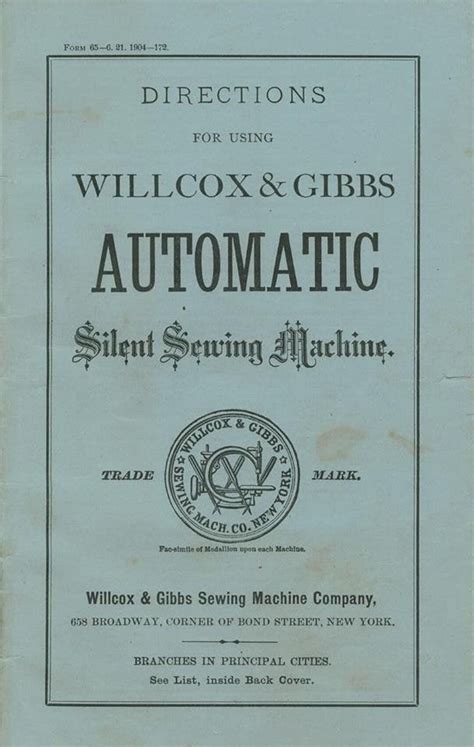 Form 65—6. 21. 1904—172.
DIRECTIONS
FOR USING
WILLCOX & GIBBS
AUTOMATIC
Silent Sewing Machine.
TRADE MARK.
WILLCOX & GIBBS
SEWING MACH. CO. NEW YORK
Fac-simile of Medallion upon each Machine.
Willcox & Gibbs Sewing Machine Company,
658 BROADWAY, CORNER OF BOND STREET, NEW YORK.
BRANCHES IN PRINCIPAL CITIES.
See List, inside Back Cover.